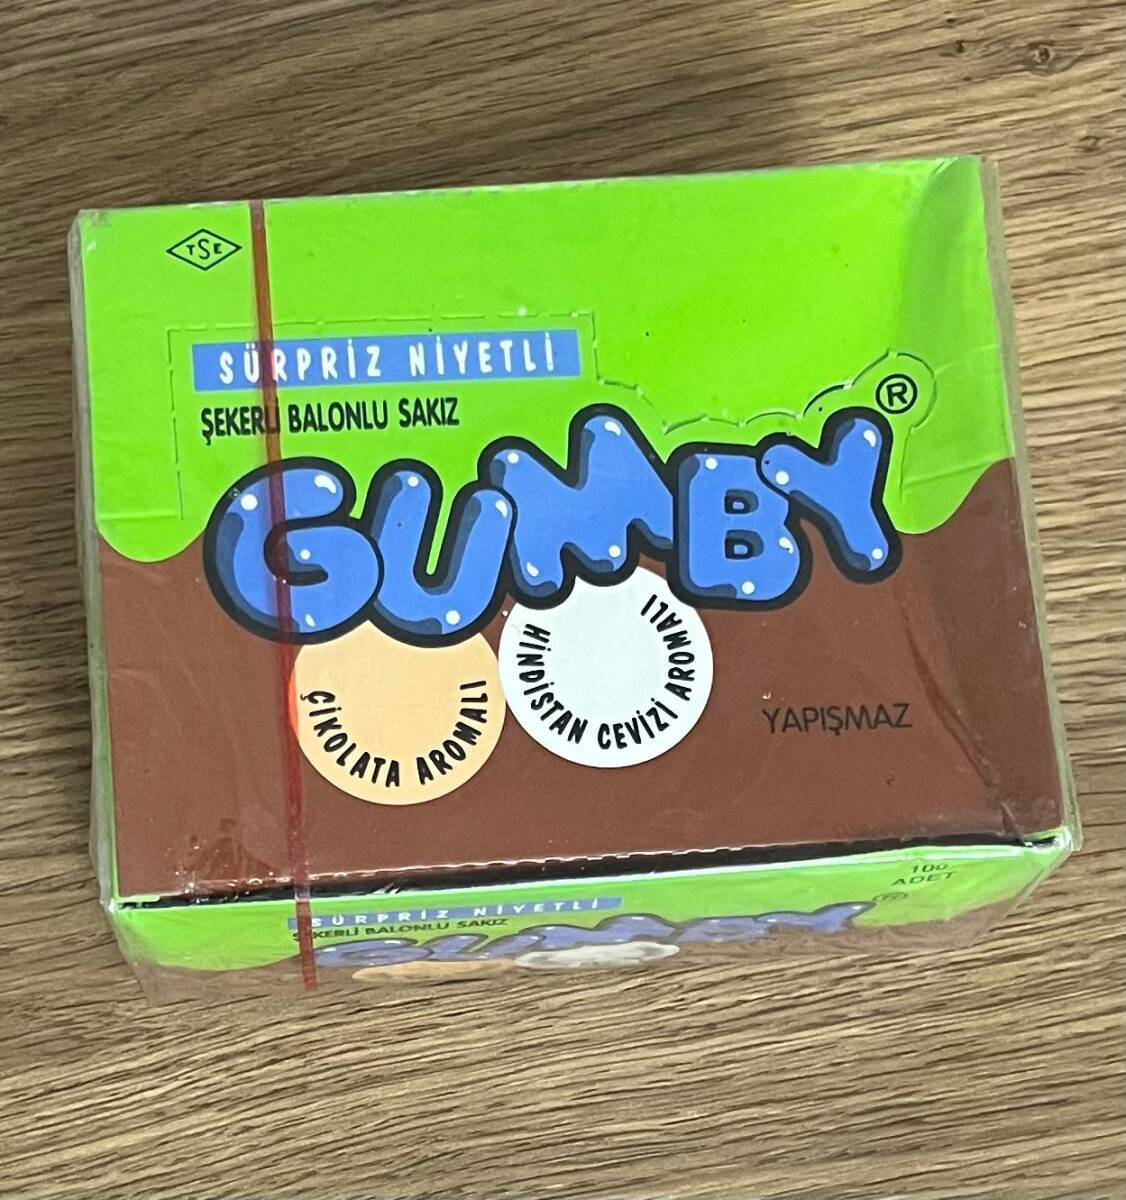 TSE
SÜRPRİZ NİYETLİ
ŞEKERLİ BALONLU SAKIZ
GUMBY®
ÇİKOLATA AROMALI
HİNDİSTAN CEVİZİ AROMALI
YAPIŞMAZ
100
ADET
SÜRPRİZ NİYETLİ
ŞEKERLİ BALONLU SAKIZ
GUMBY®